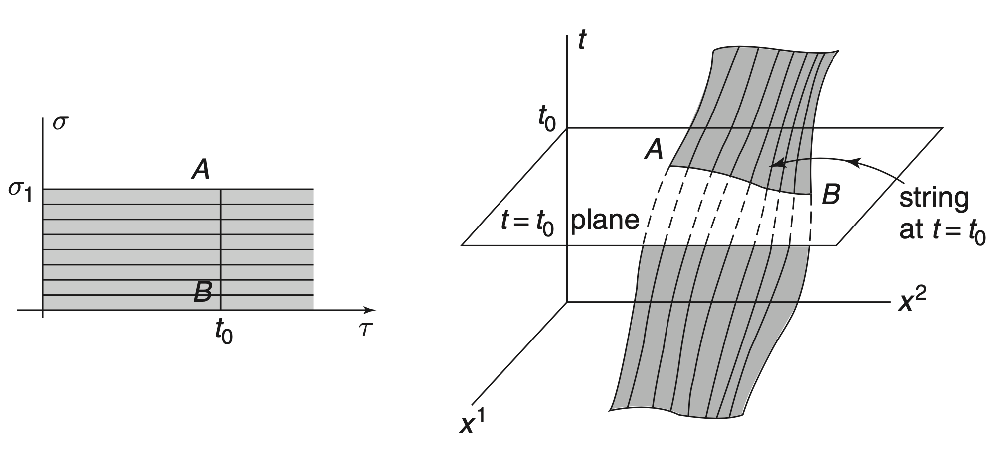 σ
σ₁
A
B
t₀
τ
t
t₀
A
B
t = t₀ plane
string
at t = t₀
x²
x¹